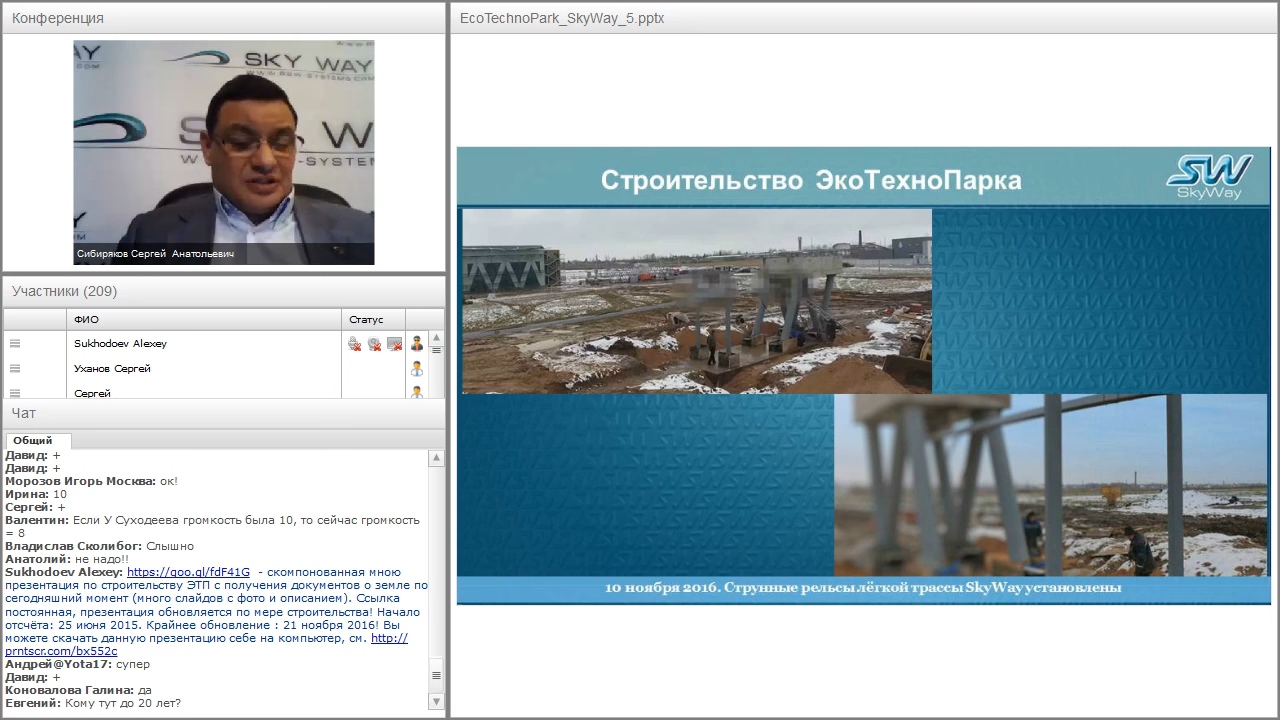 Конференция
AY
.COM
SKY WAY
WWW.RSW-SYSTEMS.COM
Сибиряков Сергей Анатольевич
Участники (209)
ФИО
Статус
Sukhodoev Alexey
Уханов Сергей
Сергей
Чат
Общий
Давид: +
Давид: +
Морозов Игорь Москва: ок!
Ирина: 10
Сергей: +
Валентин: Если У Суходеева громкость была 10, то сейчас громкость
= 8
Владислав Сколибог: Слышно
Анатолий: не надо!!
Sukhodoev Alexey: https://goo.gl/fdF41G - скомпонованная мною
презентация по строительству ЭТП с получения документов о земле по
сегодняшний момент (много слайдов с фото и описанием). Ссылка
постоянная, презентация обновляется по мере строительства! Начало
отсчёта: 25 июня 2015. Крайнее обновление : 21 ноября 2016! Вы
можете скачать данную презентацию себе на компьютер, см. http://
prntscr.com/bx552c
Андрей@Yota17: супер
Давид: +
Коновалова Галина: да
Евгений: Кому тут до 20 лет?
EcoTechnoPark_SkyWay_5.pptx
Строительство ЭкоТехноПарка
SW
SkyWay
10 ноября 2016. Струнные рельсы лёгкой трассы SkyWay установлены